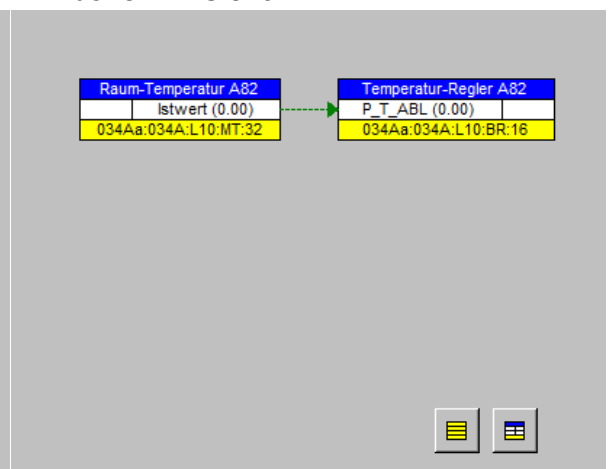 Raum-Temperatur A82
Istwert (0.00)
034Aa:034A:L10:MT:32
Temperatur-Regler A82
P_T_ABL (0.00)
034Aa:034A:L10:BR:16